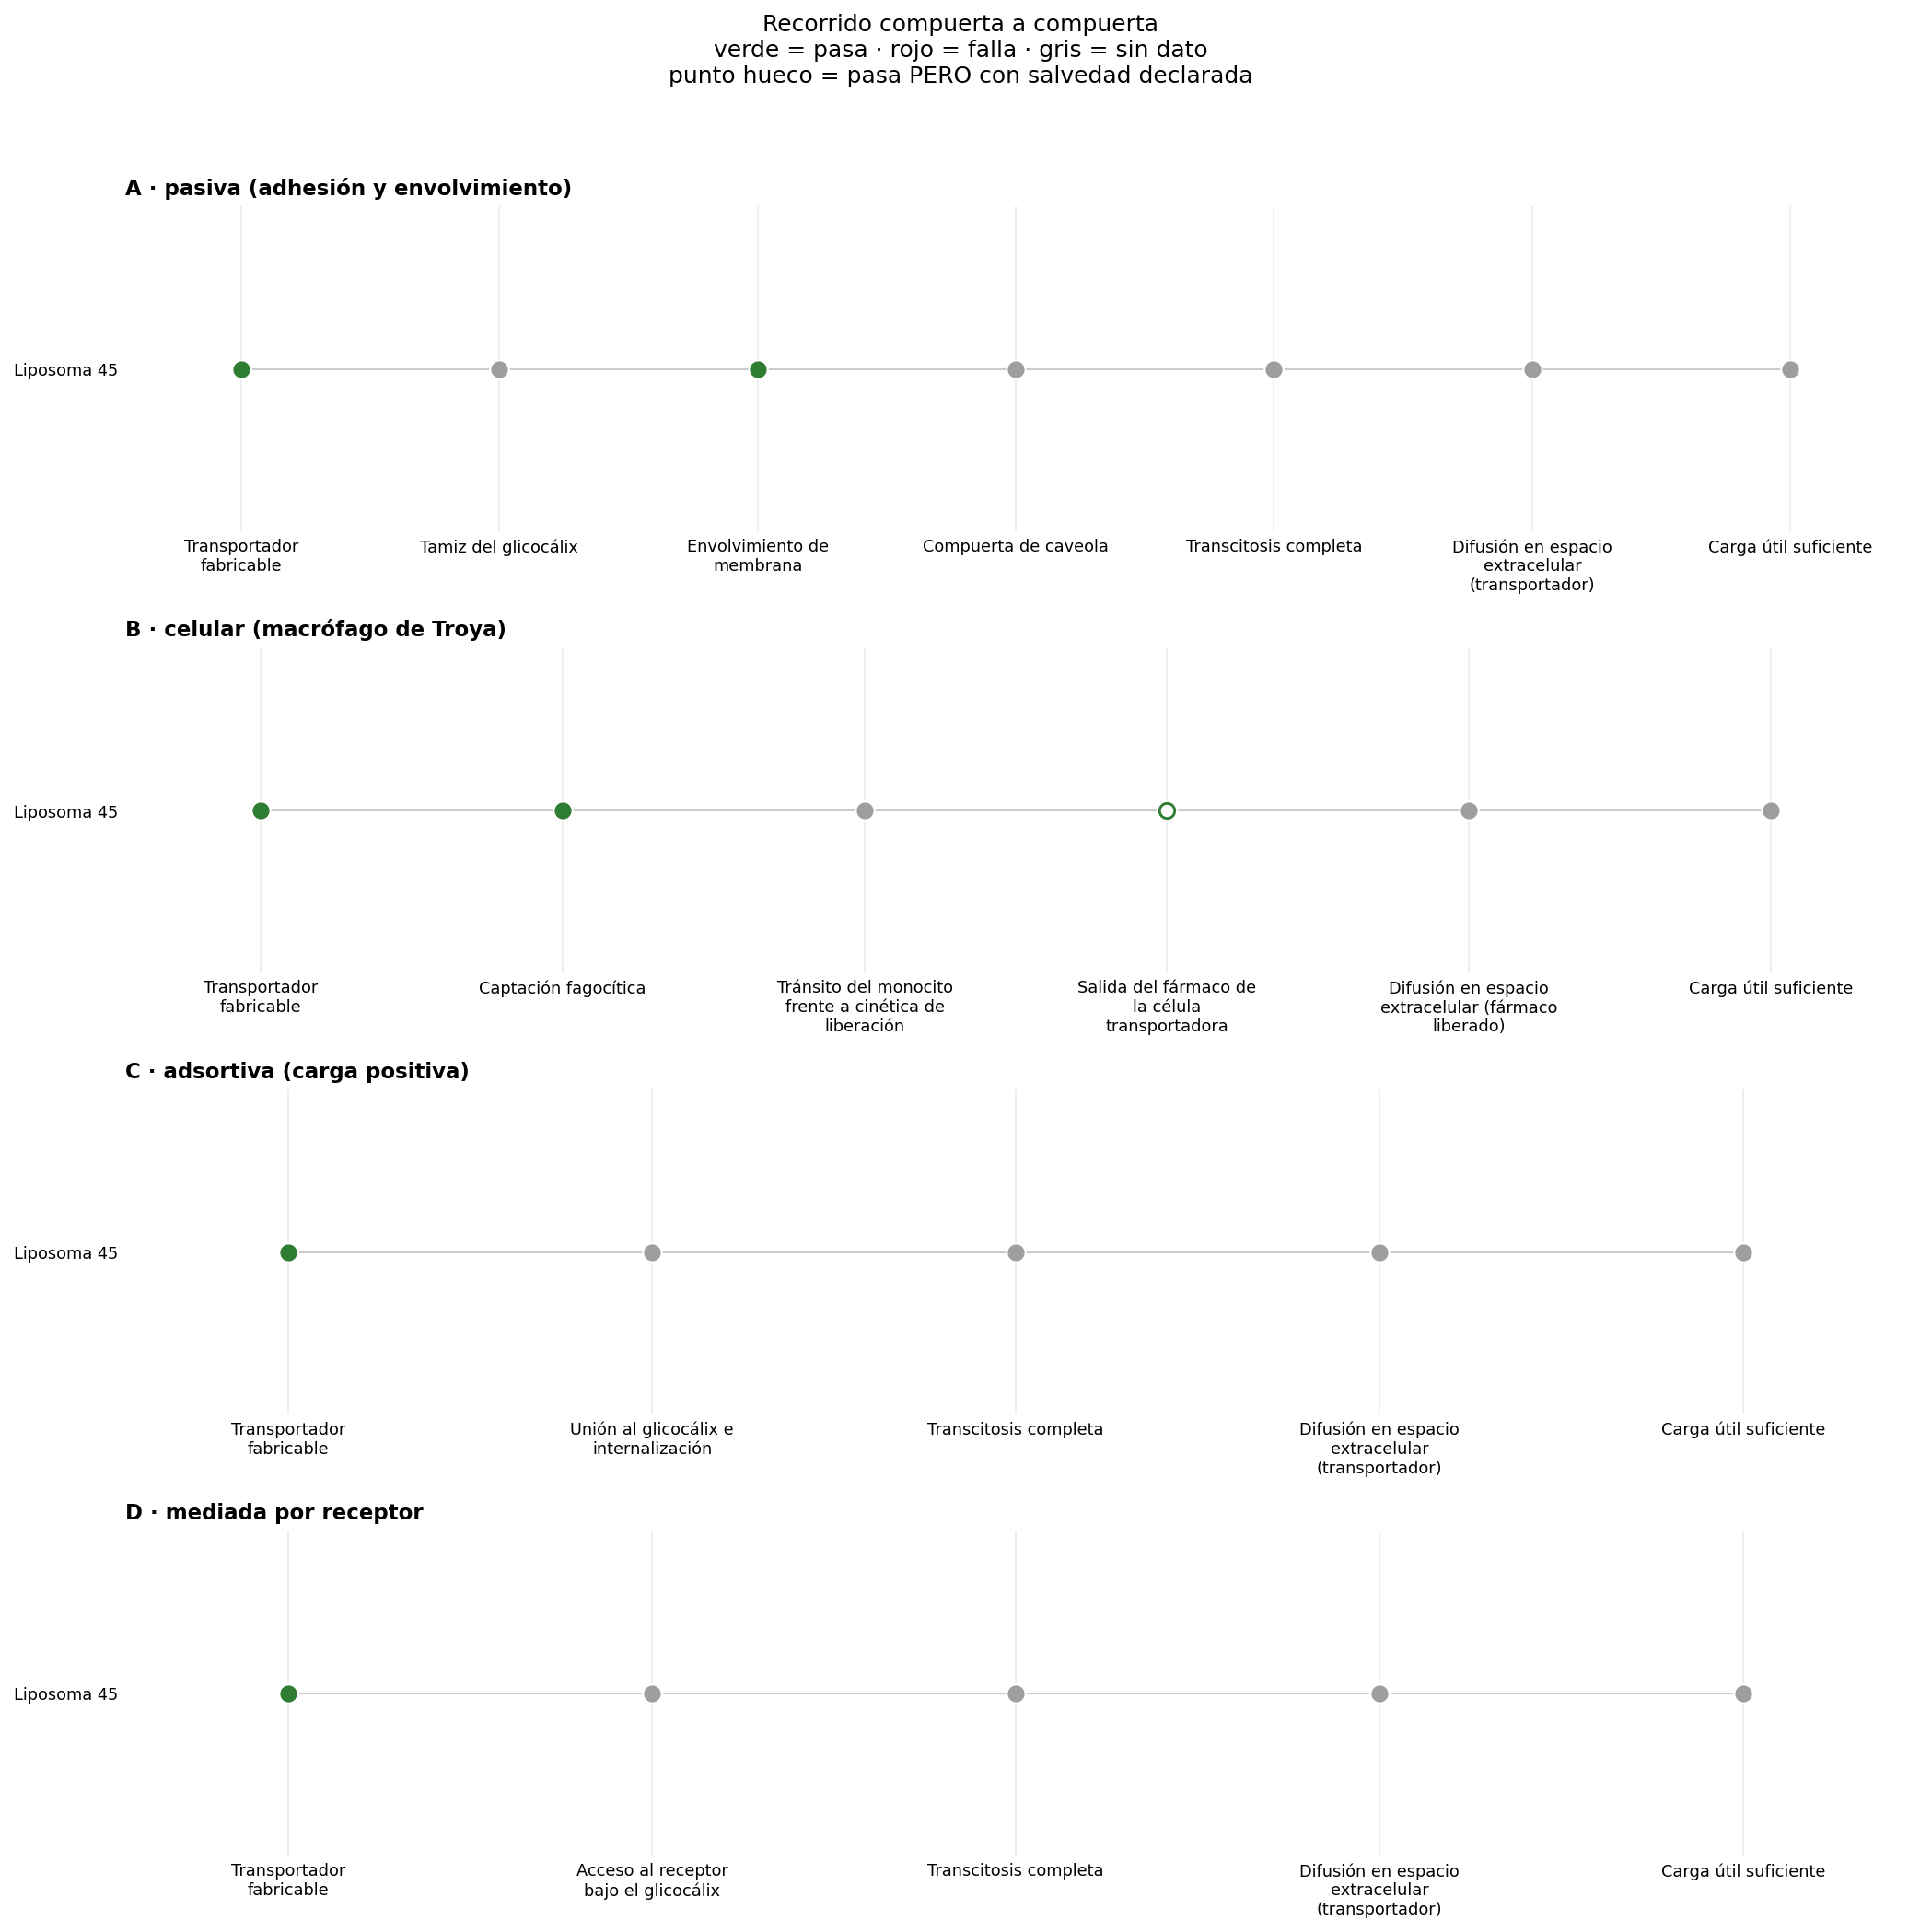 Recorrido compuerta a compuerta
verde = pasa · rojo = falla · gris = sin dato
punto hueco = pasa PERO con salvedad declarada
A · pasiva (adhesión y envolvimiento)
Liposoma 45
Transportador
fabricable
Tamiz del glicocálix
Envolvimiento de
membrana
Compuerta de caveola
Transcitosis completa
Difusión en espacio
extracelular
(transportador)
Carga útil suficiente
B · celular (macrófago de Troya)
Liposoma 45
Transportador
fabricable
Captación fagocítica
Tránsito del monocito
frente a cinética de
liberación
Salida del fármaco de
la célula
transportadora
Difusión en espacio
extracelular (fármaco
liberado)
Carga útil suficiente
C · adsortiva (carga positiva)
Liposoma 45
Transportador
fabricable
Unión al glicocálix e
internalización
Transcitosis completa
Difusión en espacio
extracelular
(transportador)
Carga útil suficiente
D · mediada por receptor
Liposoma 45
Transportador
fabricable
Acceso al receptor
bajo el glicocálix
Transcitosis completa
Difusión en espacio
extracelular
(transportador)
Carga útil suficiente